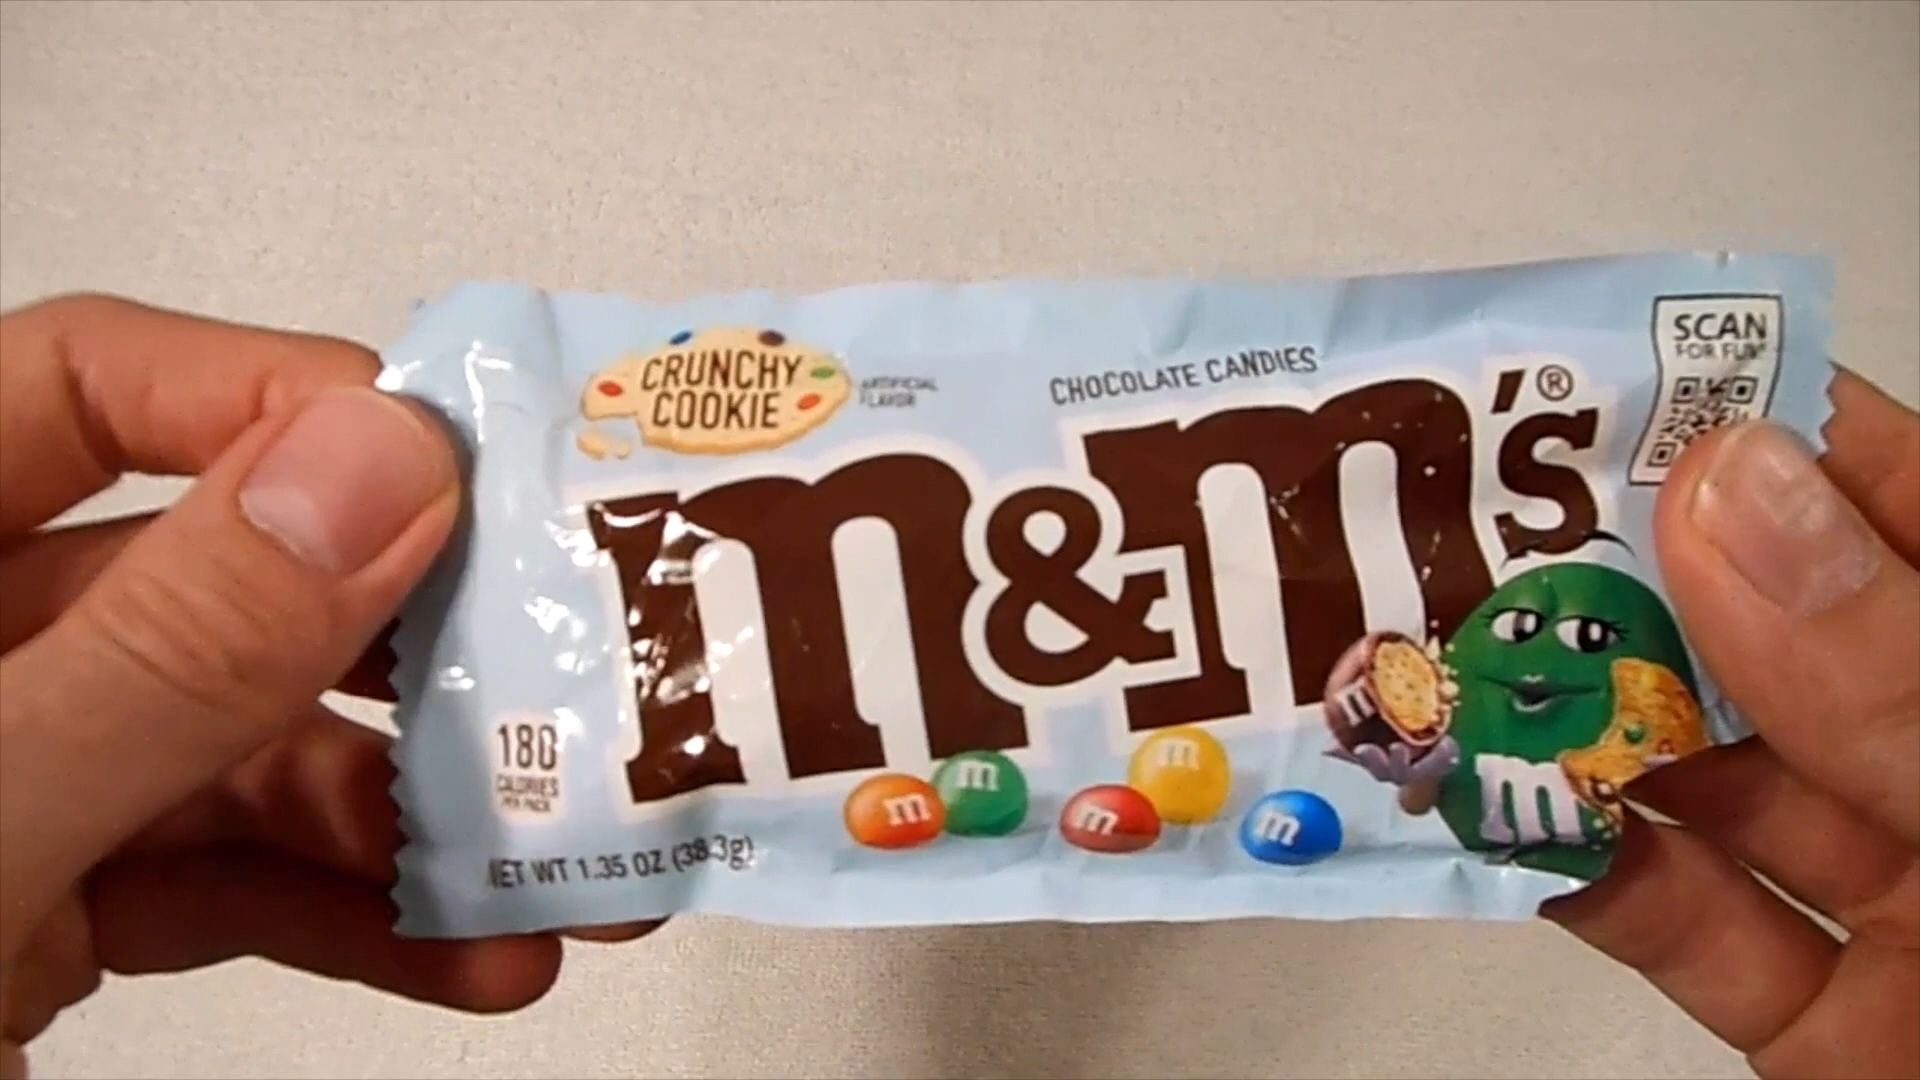 CRUNCHY
COOKIE
ARTIFICIAL
FLAVOR
CHOCOLATE CANDIES
SCAN
FOR FUN!
m&m's®
180
CALORIES
PER PACK
m
m
m
m
m
m
m
NET WT 1.35 OZ (38.3g)